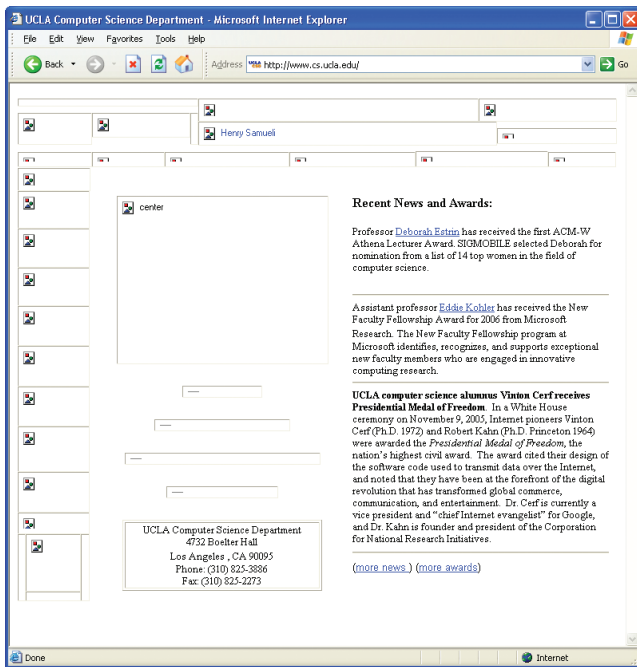 UCLA Computer Science Department - Microsoft Internet Explorer
File Edit View Favorites Tools Help
Back Address http://www.cs.ucla.edu/ Go
Henry Samueli
center
Recent News and Awards:
Professor Deborah Estrin has received the first ACM-W
Athena Lecturer Award. SIGMOBILE selected Deborah for
nomination from a list of 14 top women in the field of
computer science.
Assistant professor Eddie Kohler has received the New
Faculty Fellowship Award for 2006 from Microsoft
Research. The New Faculty Fellowship program at
Microsoft identifies, recognizes, and supports exceptional
new faculty members who are engaged in innovative
computing research.
UCLA computer science alumnus Vinton Cerf receives
Presidential Medal of Freedom. In a White House
ceremony on November 9, 2005, Internet pioneers Vinton
Cerf (Ph.D. 1972) and Robert Kahn (Ph.D. Princeton 1964)
were awarded the Presidential Medal of Freedom, the
nation's highest civil award. The award cited their design of
the software code used to transmit data over the Internet,
and noted that they have been at the forefront of the digital
revolution that has transformed global commerce,
communication, and entertainment. Dr. Cerf is currently a
vice president and "chief Internet evangelist" for Google,
and Dr. Kahn is founder and president of the Corporation
for National Research Initiatives.
(more news ) (more awards)
UCLA Computer Science Department
4732 Boelter Hall
Los Angeles , CA 90095
Phone: (310) 825-3886
Fax: (310) 825-2273
Done Internet